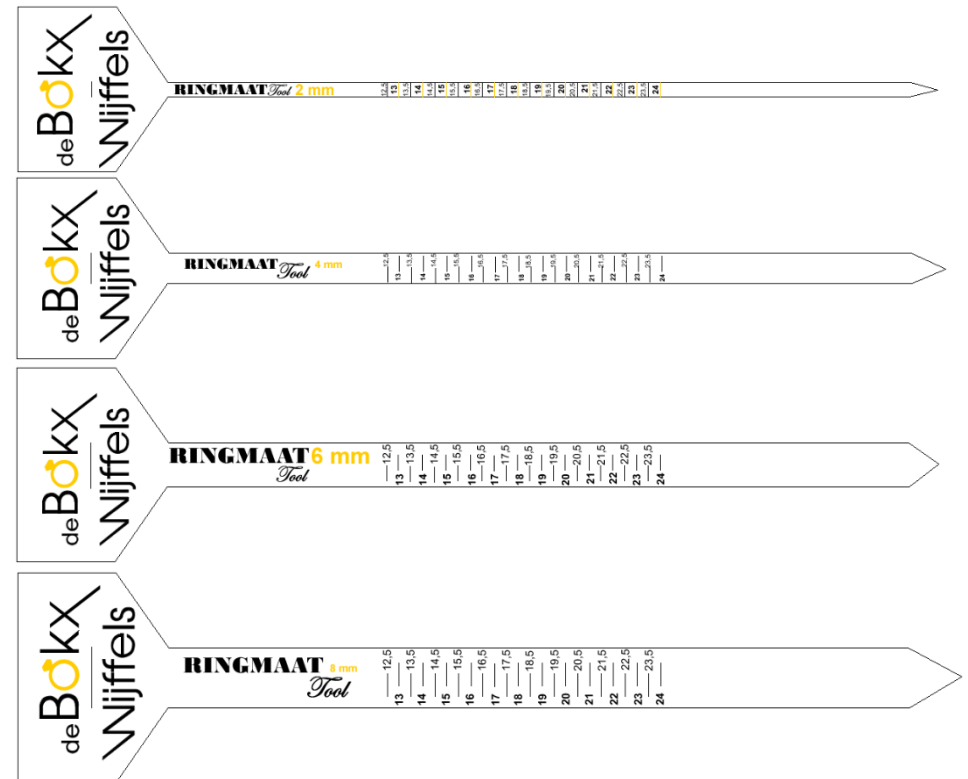 deBokx
Wijffels
RINGMAAT Tool 2 mm
12,5 13 13,5 14 14,5 15 15,5 16 16,5 17 17,5 18 18,5 19 19,5 20 20,5 21 21,5 22 22,5 23 23,5 24
deBokx
Wijffels
RINGMAAT Tool 4 mm
12,5 13,5 14,5 15,5 16,5 17,5 18,5 19,5 20,5 21,5 22,5 23,5
13 14 15 16 17 18 19 20 21 22 23 24
deBokx
Wijffels
RINGMAAT 6 mm
Tool
12,5 13,5 14,5 15,5 16,5 17,5 18,5 19,5 20,5 21,5 22,5 23,5
13 14 15 16 17 18 19 20 21 22 23 24
deBokx
Wijffels
RINGMAAT 8 mm
Tool
12,5 13,5 14,5 15,5 16,5 17,5 18,5 19,5 20,5 21,5 22,5 23,5
13 14 15 16 17 18 19 20 21 22 23 24